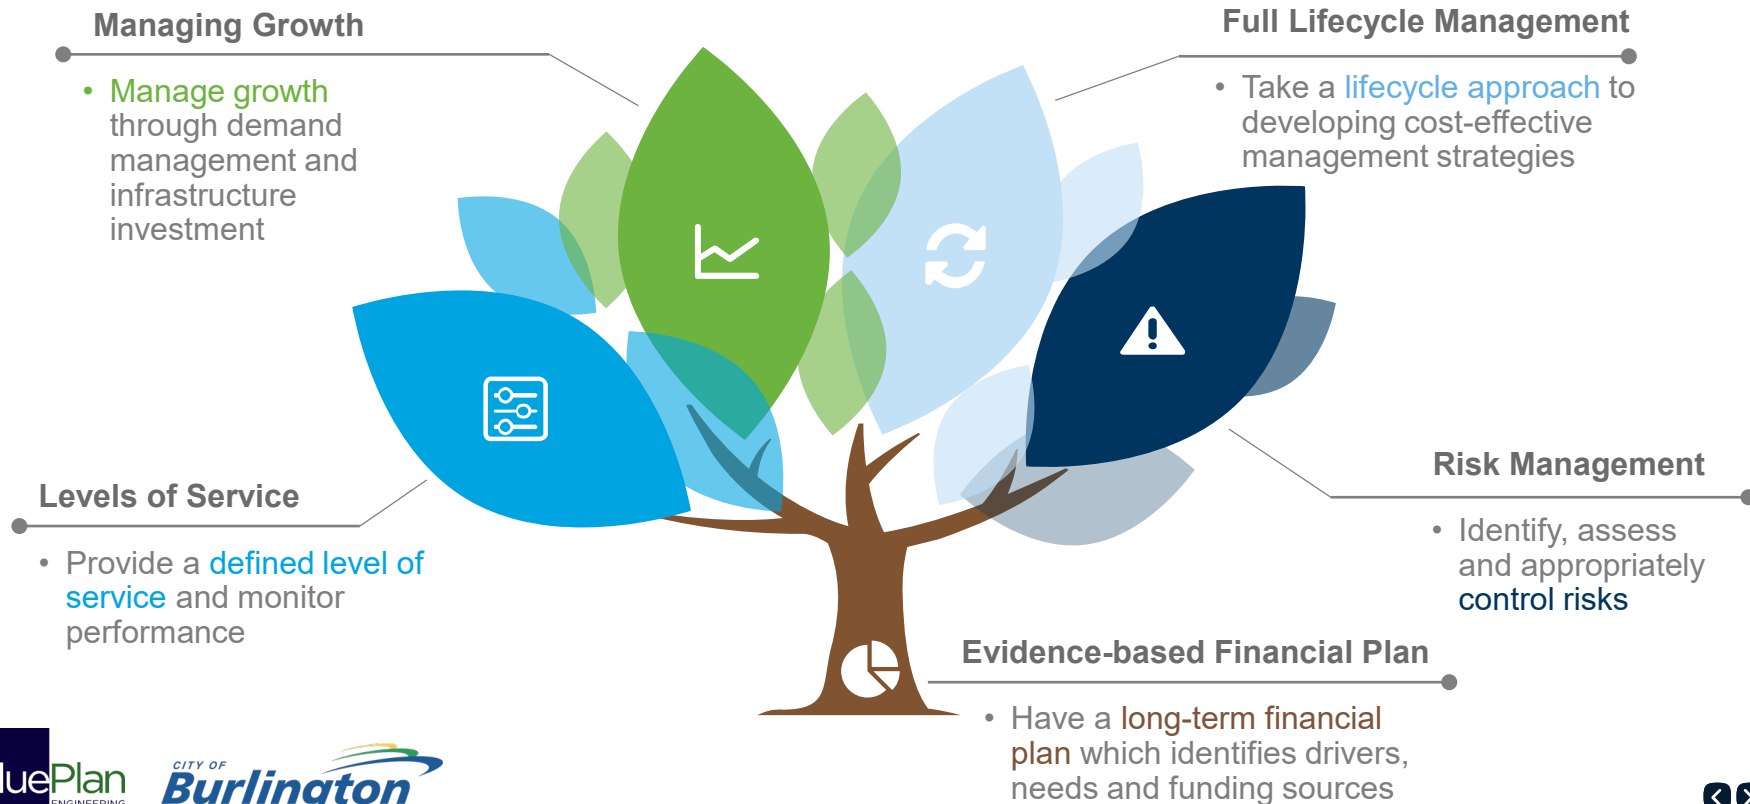 Managing Growth
• Manage growth
through demand
management and
infrastructure
investment
Full Lifecycle Management
• Take a lifecycle approach to
developing cost-effective
management strategies
Levels of Service
• Provide a defined level of
service and monitor
performance
Risk Management
• Identify, assess
and appropriately
control risks
Evidence-based Financial Plan
• Have a long-term financial
plan which identifies drivers,
needs and funding sources
luePlan
ENGINEERING
CITY OF
Burlington